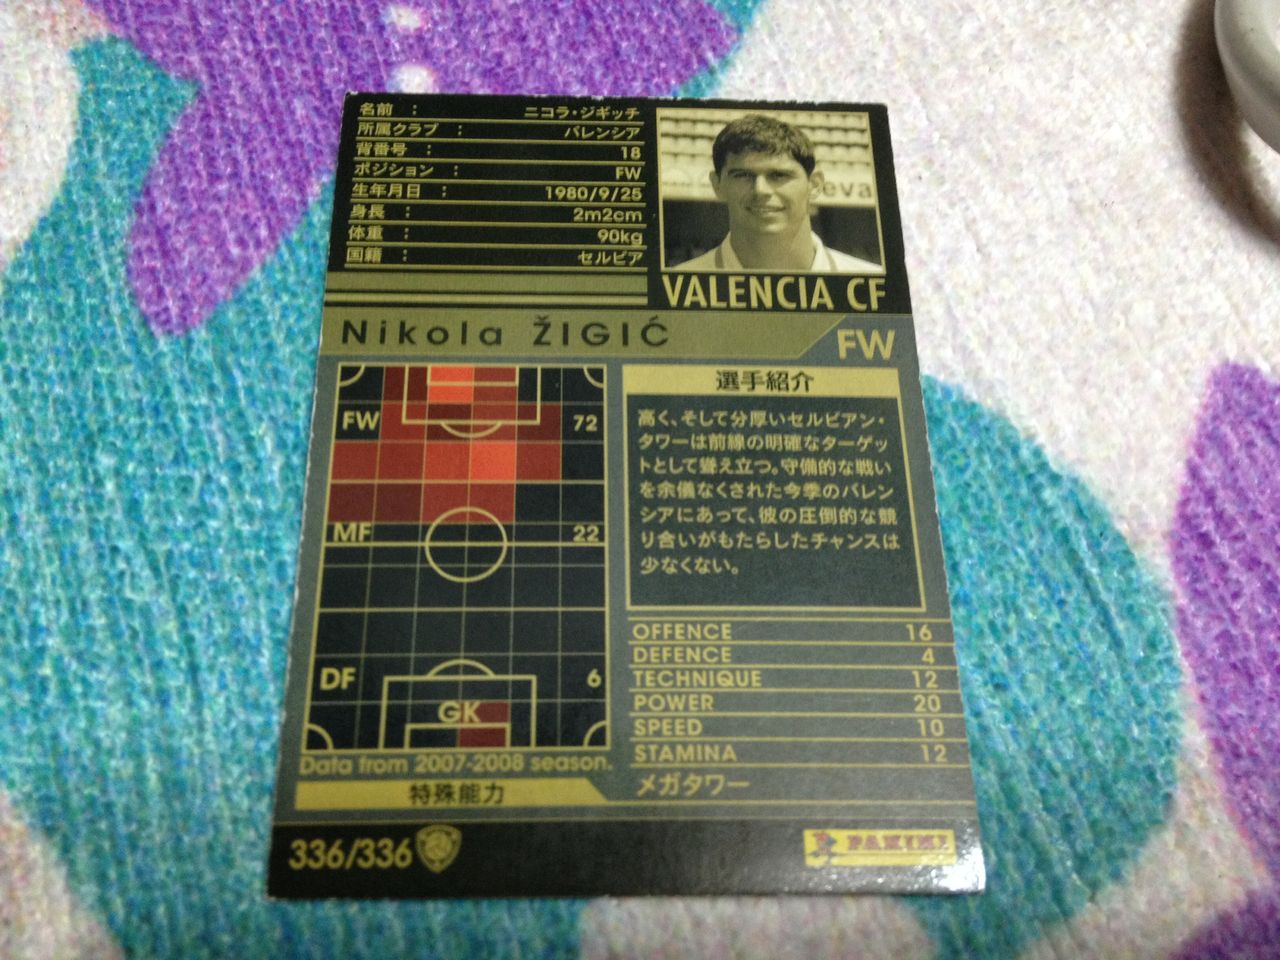 名前 : ニコラ・ジギッチ
所属クラブ : バレンシア
背番号 : 18
ポジション : FW
生年月日 : 1980/9/25
身長 : 2m2cm
体重 : 90kg
国籍 : セルビア
eva
VALENCIA CF
Nikola ŽIGIĆ
FW
FW 72
MF 22
DF 6
GK
Data from 2007-2008 season.
選手紹介
高く、そして分厚いセルビアン・
タワーは前線の明確なターゲッ
トとして聳え立つ。守備的な戦い
を余儀なくされた今季のバレン
シアにあって、彼の圧倒的な競
り合いがもたらしたチャンスは
少なくない。
OFFENCE 16
DEFENCE 4
TECHNIQUE 12
POWER 20
SPEED 10
STAMINA 12
特殊能力 メガタワー
336/336
PANINI